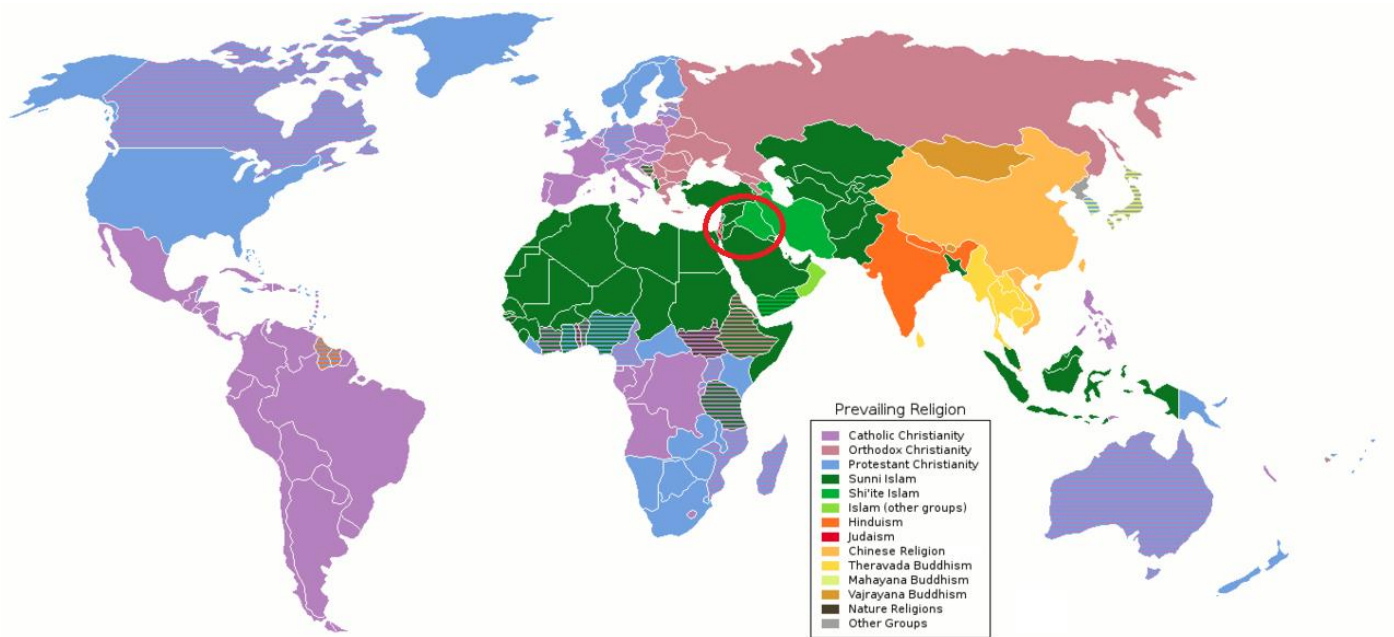 Prevailing Religion
Catholic Christianity
Orthodox Christianity
Protestant Christianity
Sunni Islam
Shi'ite Islam
Islam (other groups)
Hinduism
Judaism
Chinese Religion
Theravada Buddhism
Mahayana Buddhism
Vajrayana Buddhism
Nature Religions
Other Groups